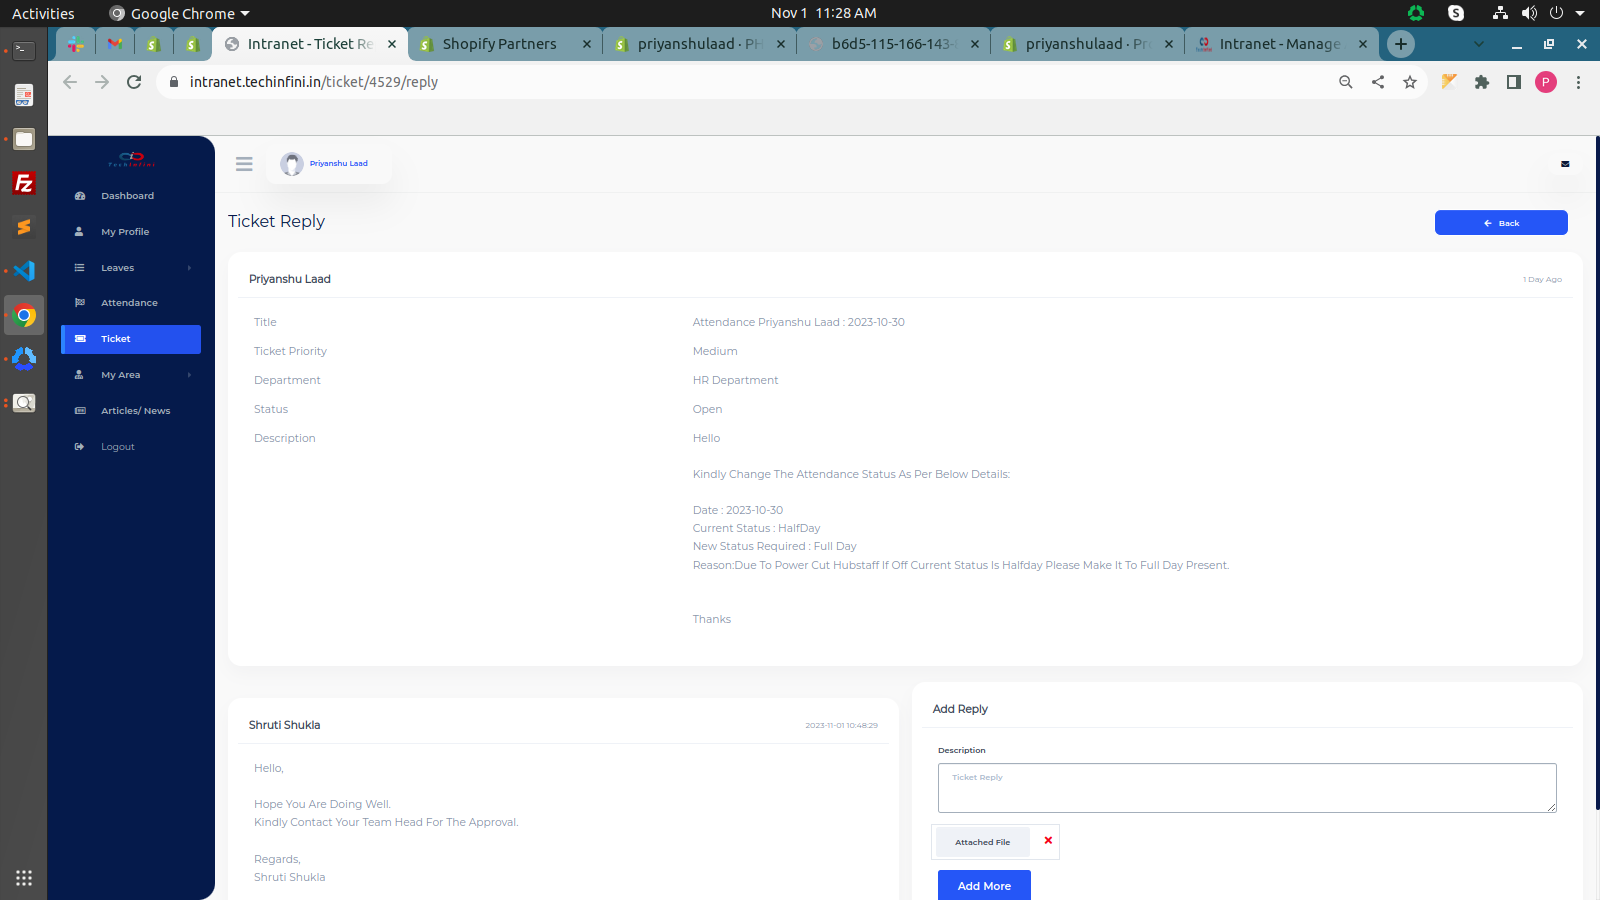 Activities
Google Chrome
Nov 1 11:28 AM
Intranet - Ticket Re
Shopify Partners
priyanshulaad · PH
b6d5-115-166-143-
priyanshulaad · Pr
Intranet - Manage
intranet.techinfini.in/ticket/4529/reply
P
TechInfini
Priyanshu Laad
Dashboard
My Profile
Leaves
Attendance
Ticket
My Area
Articles/ News
Logout
Ticket Reply
Back
Priyanshu Laad
1 Day Ago
Title
Attendance Priyanshu Laad : 2023-10-30
Ticket Priority
Medium
Department
HR Department
Status
Open
Description
Hello
Kindly Change The Attendance Status As Per Below Details:
Date : 2023-10-30
Current Status : HalfDay
New Status Required : Full Day
Reason:Due To Power Cut Hubstaff If Off Current Status Is Halfday Please Make It To Full Day Present.
Thanks
Shruti Shukla
2023-11-01 10:48:29
Hello,
Hope You Are Doing Well.
Kindly Contact Your Team Head For The Approval.
Regards,
Shruti Shukla
Add Reply
Description
Ticket Reply
Attached File
Add More